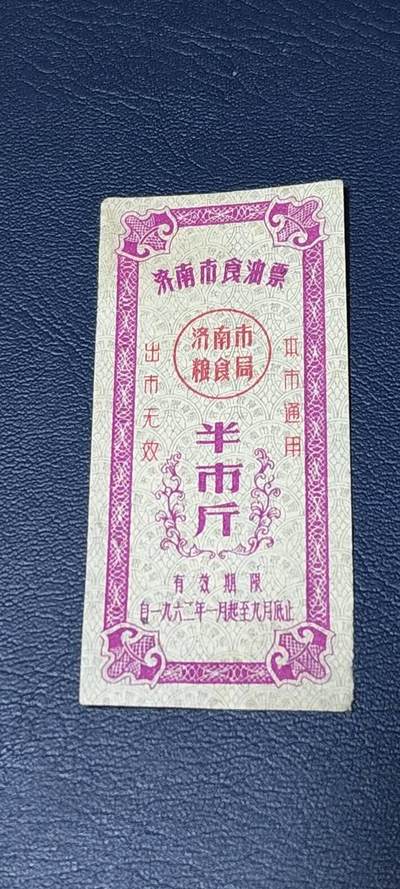 济南市食油票
济南市
粮食局
本市通用
出市无效
半市斤
有效期限
自一九六二年一月起至九月底止